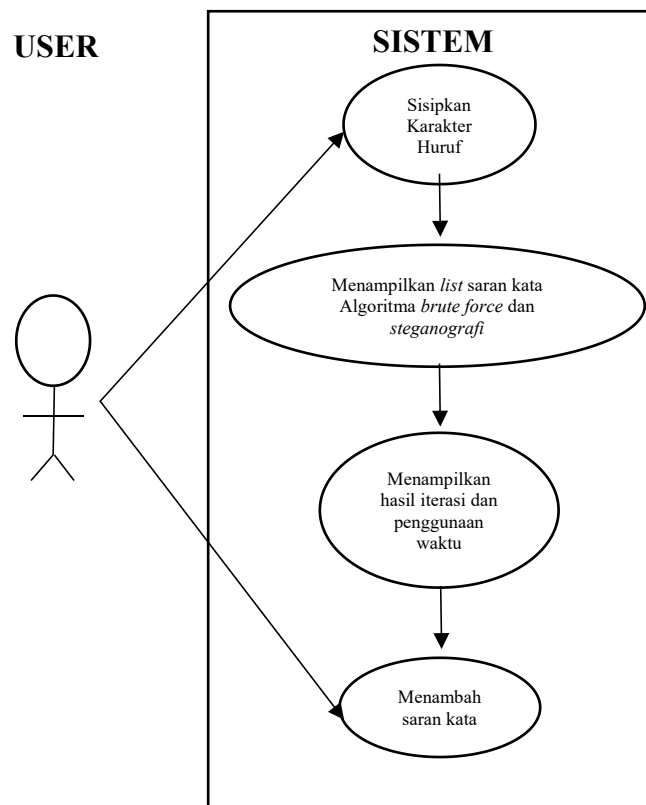 USER
SISTEM
Sisipkan
Karakter
Huruf
Menampilkan list saran kata
Algoritma brute force dan
steganografi
Menampilkan
hasil iterasi dan
penggunaan
waktu
Menambah
saran kata